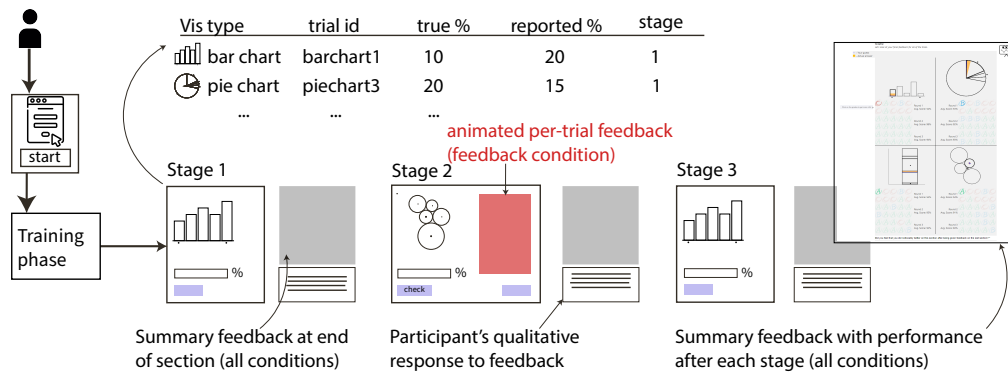 Vis type trial id true % reported % stage
bar chart barchart1 10 20 1
pie chart piechart3 20 15 1
... ... ...
animated per-trial feedback
(feedback condition)
start
Training
phase
Stage 1
Stage 2
Stage 3
%
%
check
%
Summary feedback at end
of section (all conditions)
Participant's qualitative
response to feedback
Summary feedback with performance
after each stage (all conditions)